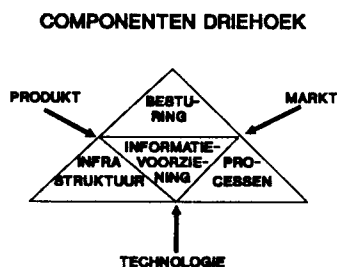 COMPONENTEN DRIEHOEK
PRODUKT
MARKT
BESTU-
RING
INFORMATIE-
VOORZIE-
NING
INFRA
STRUKTUUR
PRO-
CESSEN
TECHNOLOGIE